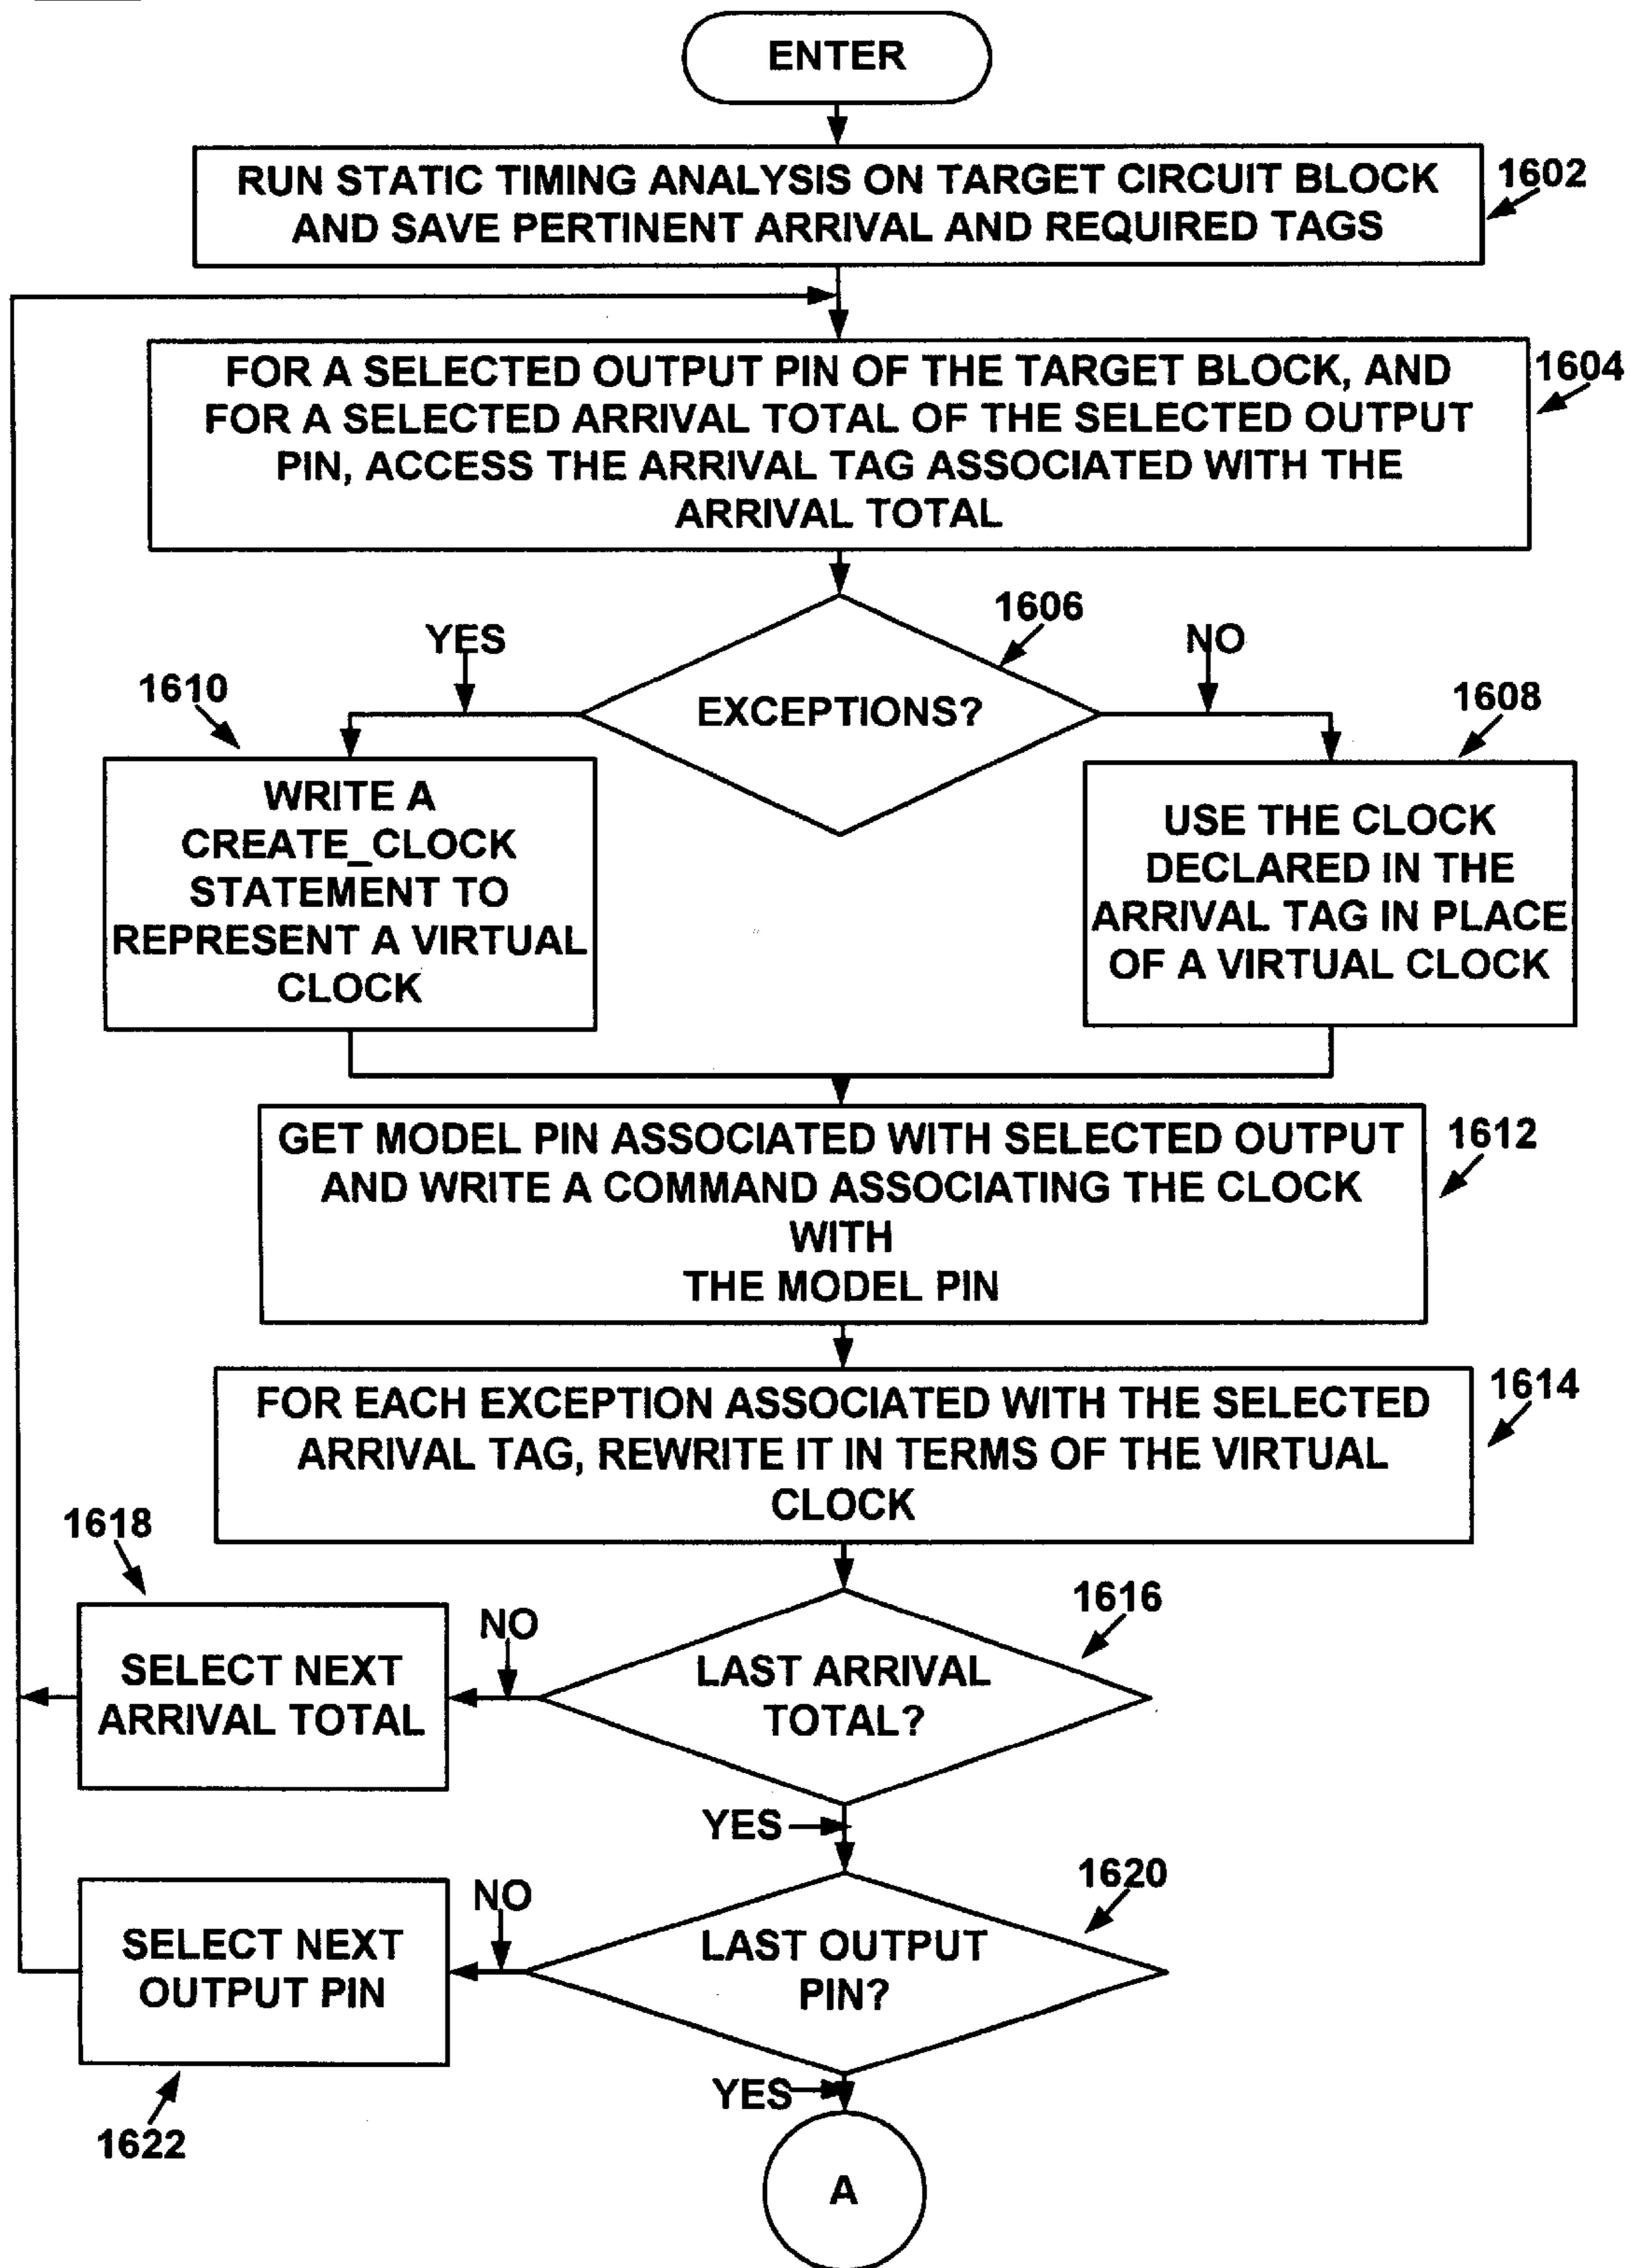 ENTER
RUN STATIC TIMING ANALYSIS ON TARGET CIRCUIT BLOCK
AND SAVE PERTINENT ARRIVAL AND REQUIRED TAGS
1602
FOR A SELECTED OUTPUT PIN OF THE TARGET BLOCK, AND
FOR A SELECTED ARRIVAL TOTAL OF THE SELECTED OUTPUT
PIN, ACCESS THE ARRIVAL TAG ASSOCIATED WITH THE
ARRIVAL TOTAL
1604
1606
YES
NO
EXCEPTIONS?
1610
WRITE A
CREATE_CLOCK
STATEMENT TO
REPRESENT A VIRTUAL
CLOCK
1608
USE THE CLOCK
DECLARED IN THE
ARRIVAL TAG IN PLACE
OF A VIRTUAL CLOCK
GET MODEL PIN ASSOCIATED WITH SELECTED OUTPUT
AND WRITE A COMMAND ASSOCIATING THE CLOCK
WITH
THE MODEL PIN
1612
FOR EACH EXCEPTION ASSOCIATED WITH THE SELECTED
ARRIVAL TAG, REWRITE IT IN TERMS OF THE VIRTUAL
CLOCK
1614
1618
SELECT NEXT
ARRIVAL TOTAL
NO
LAST ARRIVAL
TOTAL?
1616
YES
SELECT NEXT
OUTPUT PIN
NO
LAST OUTPUT
PIN?
1620
1622
YES
A